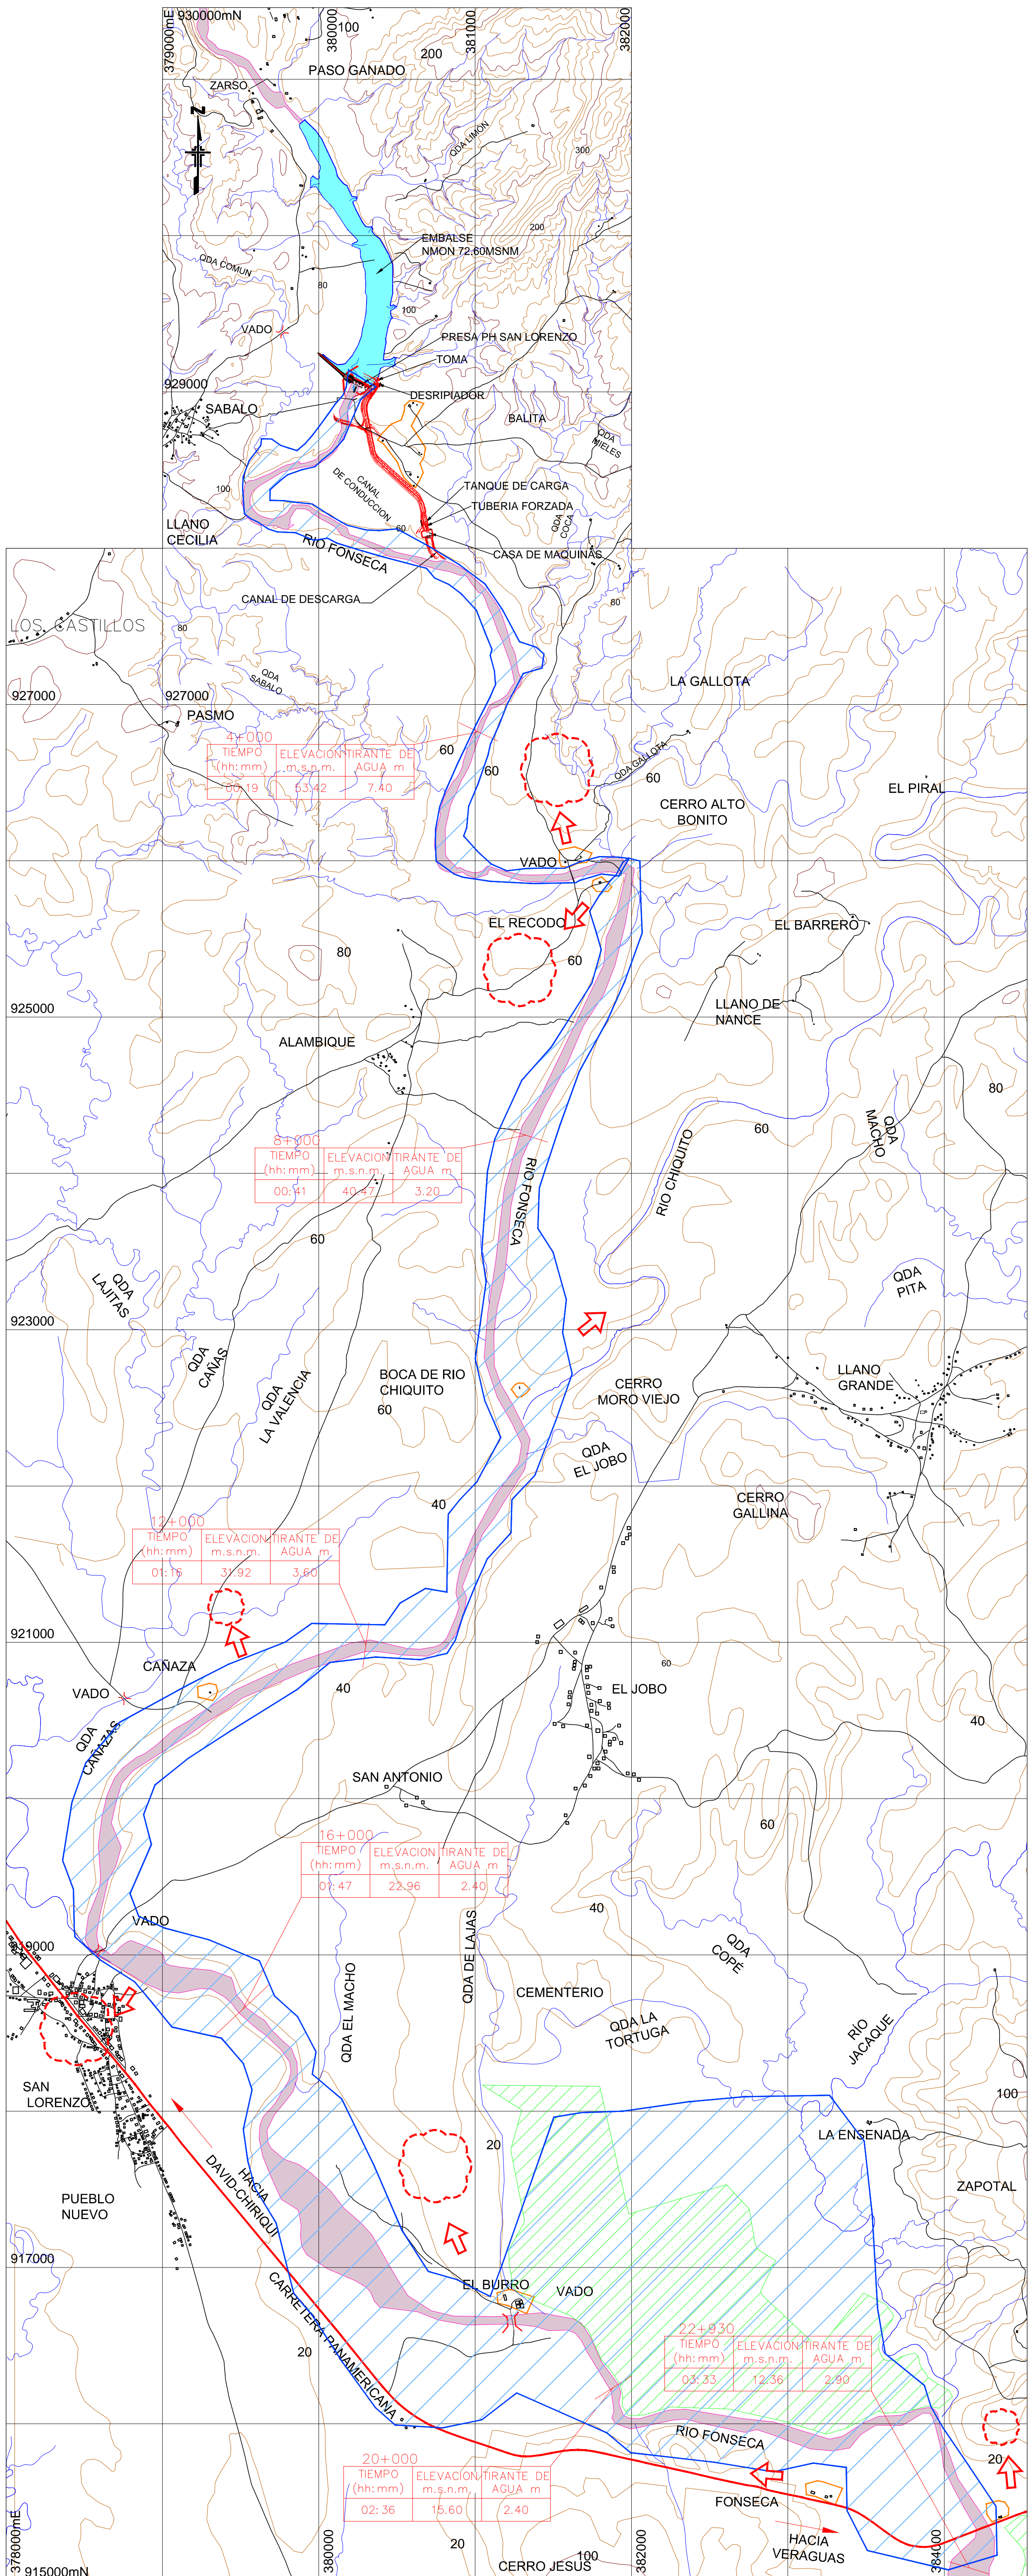 379000mE
930000mN
380000
100
381000
382000
200
PASO GANADO
ZARSO
N
QDA LIMON
300
200
EMBALSE
NMON 72.60MSNM
QDA COMUN
80
100
VADO
PRESA PH SAN LORENZO
TOMA
929000
DESRIPIADOR
SABALO
BALITA
QDA
MIELES
CANAL
DE CONDUCCION
TANQUE DE CARGA
100
TUBERIA FORZADA
LLANO
CECILIA
60
QDA
COCA
RIO FONSECA
CASA DE MAQUINAS
CANAL DE DESCARGA
80
LOS CASTILLOS
80
QDA
SABALO
LA GALLOTA
927000
927000
PASMO
4+000
TIEMPO
(hh:mm)
ELEVACION
m.s.n.m.
TIRANTE DE
AGUA m
00:19
53.42
7.40
60
60
QDA GALLOTA
60
EL PIRAL
CERRO ALTO
BONITO
VADO
EL RECODO
EL BARRERO
80
60
925000
LLANO DE
NANCE
ALAMBIQUE
80
QDA
MACHO
60
8+000
TIEMPO
(hh:mm)
ELEVACION
m.s.n.m.
TIRANTE DE
AGUA m
00:41
40.47
3.20
RIO FONSECA
RIO CHIQUITO
60
QDA
LAJITAS
QDA
PITA
923000
QDA
CAÑAS
QDA
LA VALENCIA
BOCA DE RIO
CHIQUITO
60
CERRO
MORO VIEJO
LLANO
GRANDE
QDA
EL JOBO
40
CERRO
GALLINA
12+000
TIEMPO
(hh:mm)
ELEVACION
m.s.n.m.
TIRANTE DE
AGUA m
01:16
31.92
3.60
921000
CAÑAZA
60
VADO
40
EL JOBO
40
QDA
CAÑAZAS
SAN ANTONIO
60
16+000
TIEMPO
(hh:mm)
ELEVACION
m.s.n.m.
TIRANTE DE
AGUA m
01:47
22.96
2.40
40
VADO
QDA DE LAJAS
QDA
COPÉ
919000
QDA EL MACHO
CEMENTERIO
QDA LA
TORTUGA
RÍO
JACAQUE
SAN
LORENZO
100
LA ENSENADA
20
HACIA
DAVID-CHIRIQUI
ZAPOTAL
PUEBLO
NUEVO
917000
EL BURRO
VADO
CARRETERA PANAMERICANA
22+930
TIEMPO
(hh:mm)
ELEVACION
m.s.n.m.
TIRANTE DE
AGUA m
03:33
12.36
2.90
20
RIO FONSECA
20
20+000
TIEMPO
(hh:mm)
ELEVACION
m.s.n.m.
TIRANTE DE
AGUA m
02:36
15.60
2.40
FONSECA
HACIA
VERAGUAS
378000mE
380000
20
382000
384000
100
CERRO JESUS
915000mN